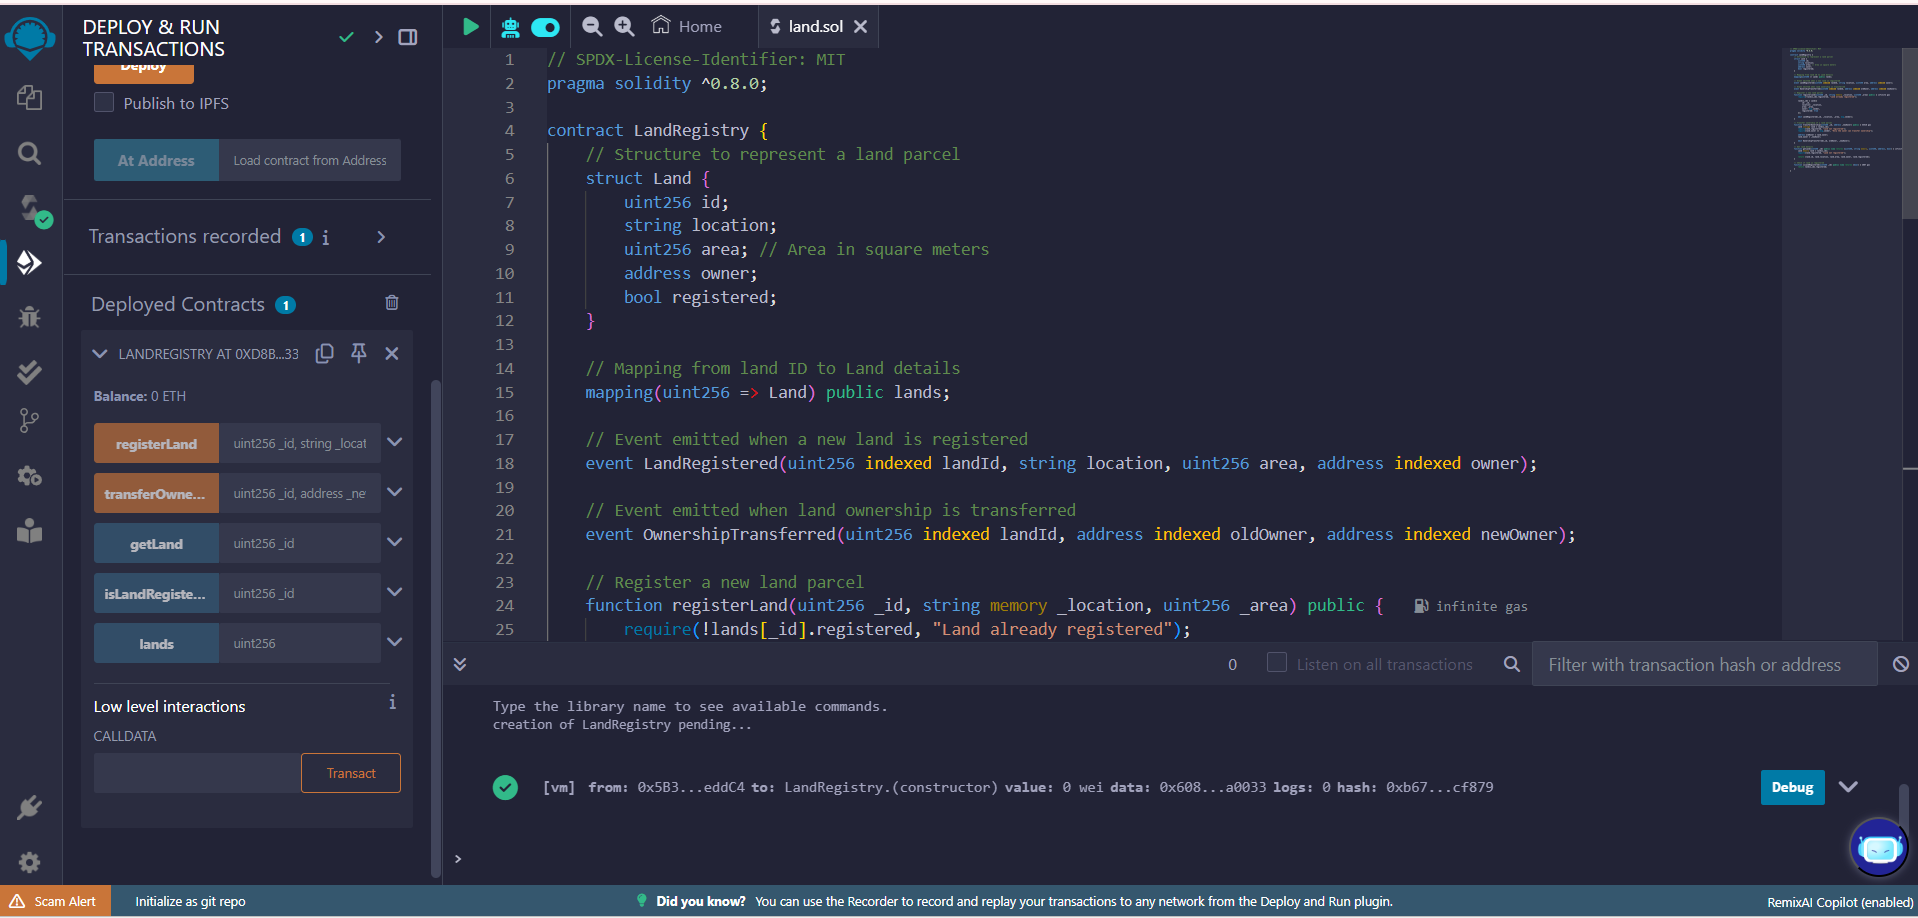 DEPLOY & RUN
TRANSACTIONS
Deploy
Publish to IPFS
At Address
Load contract from Address
Transactions recorded 1 i
Deployed Contracts 1
LANDREGISTRY AT 0XD8B...33
Balance: 0 ETH
registerLand
uint256 _id, string _locat
transferOwne...
uint256 _id, address _ne
getLand
uint256 _id
isLandRegiste...
uint256 _id
lands
uint256
Low level interactions
i
CALLDATA
Transact
Home
land.sol
1 // SPDX-License-Identifier: MIT
2 pragma solidity ^0.8.0;
3
4 contract LandRegistry {
5 // Structure to represent a land parcel
6 struct Land {
7 uint256 id;
8 string location;
9 uint256 area; // Area in square meters
10 address owner;
11 bool registered;
12 }
13
14 // Mapping from land ID to Land details
15 mapping(uint256 => Land) public lands;
16
17 // Event emitted when a new land is registered
18 event LandRegistered(uint256 indexed landId, string location, uint256 area, address indexed owner);
19
20 // Event emitted when land ownership is transferred
21 event OwnershipTransferred(uint256 indexed landId, address indexed oldOwner, address indexed newOwner);
22
23 // Register a new land parcel
24 function registerLand(uint256 _id, string memory _location, uint256 _area) public { infinite gas
25 require(!lands[_id].registered, "Land already registered");
0
Listen on all transactions
Filter with transaction hash or address
Type the library name to see available commands.
creation of LandRegistry pending...
[vm] from: 0x5B3...eddC4 to: LandRegistry.(constructor) value: 0 wei data: 0x608...a0033 logs: 0 hash: 0xb67...cf879
Debug
>
Scam Alert
Initialize as git repo
Did you know? You can use the Recorder to record and replay your transactions to any network from the Deploy and Run plugin.
RemixAI Copilot (enabled)